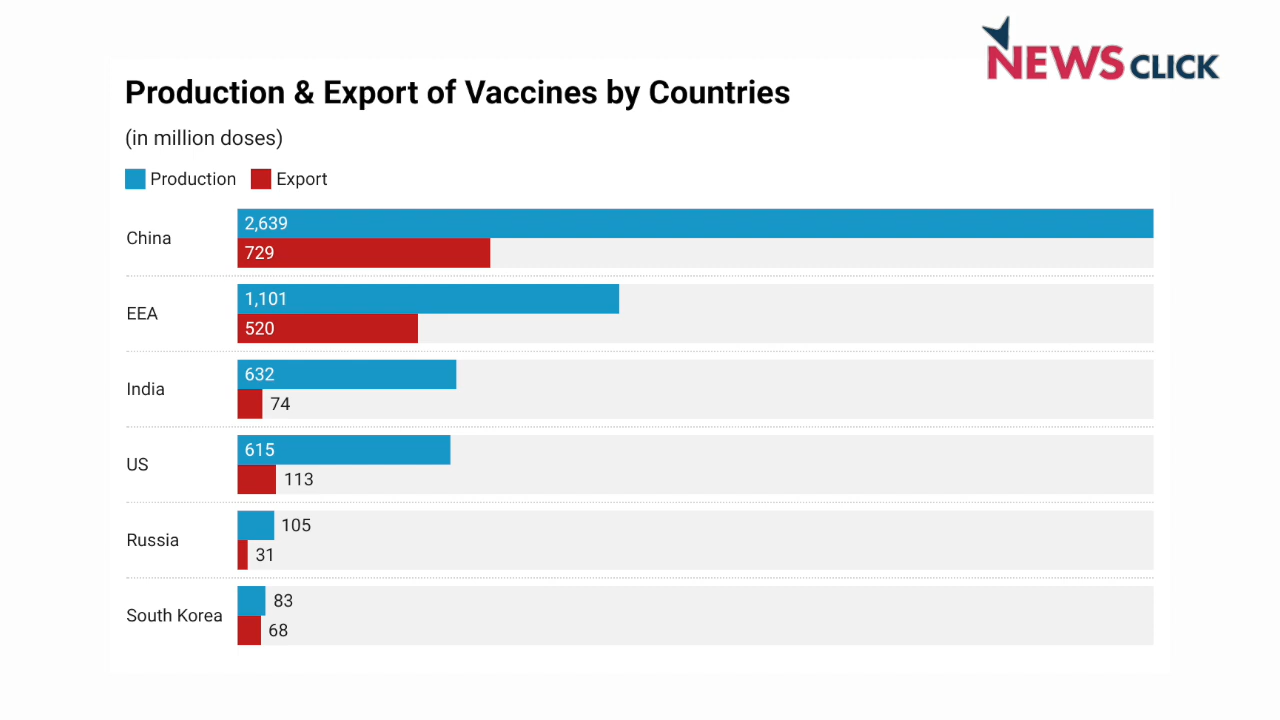 NEWSCLICK
Production & Export of Vaccines by Countries
(in million doses)
Production Export
China
2,639
729
EEA
1,101
520
India
632
74
US
615
113
Russia
105
31
South Korea
83
68